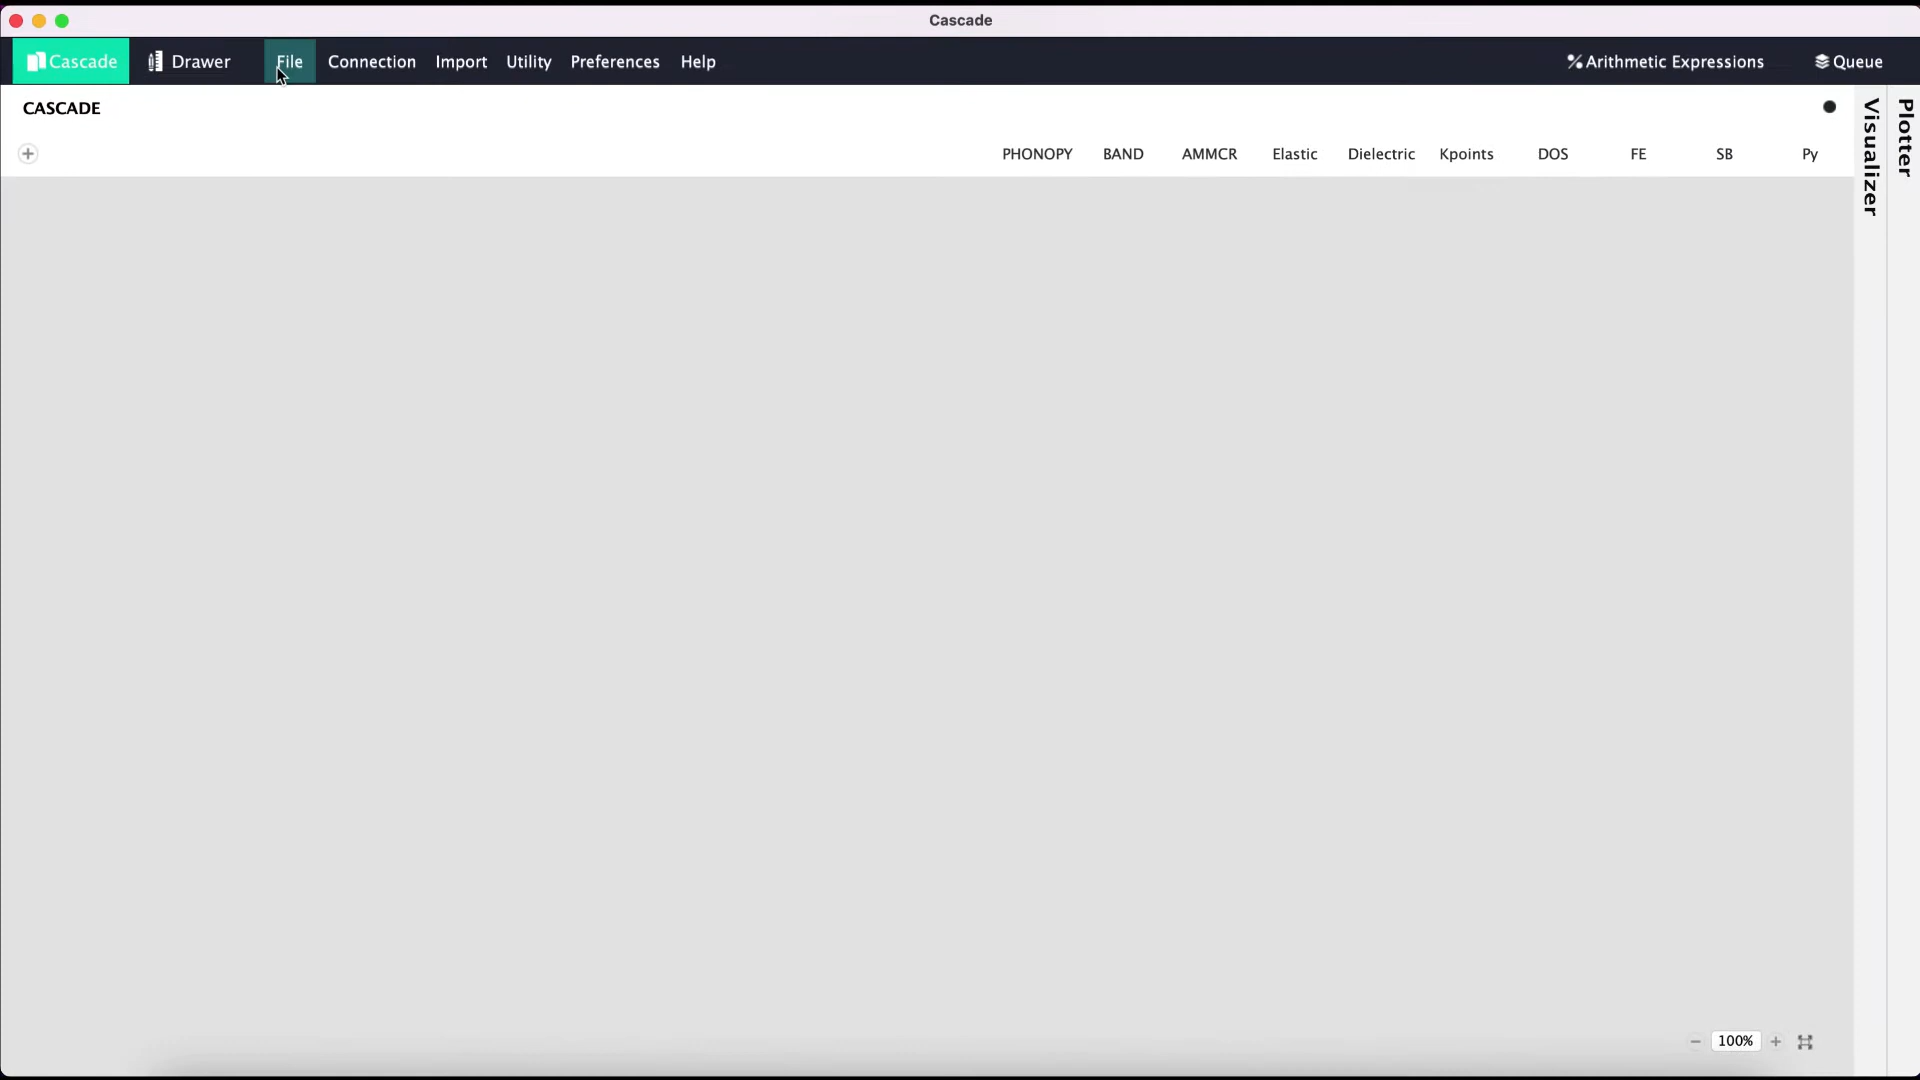 Cascade
Cascade Drawer File Connection Import Utility Preferences Help % Arithmetic Expressions Queue
CASCADE
PHONOPY BAND AMMCR Elastic Dielectric Kpoints DOS FE SB Py
Visualizer
Plotter
− 100% +